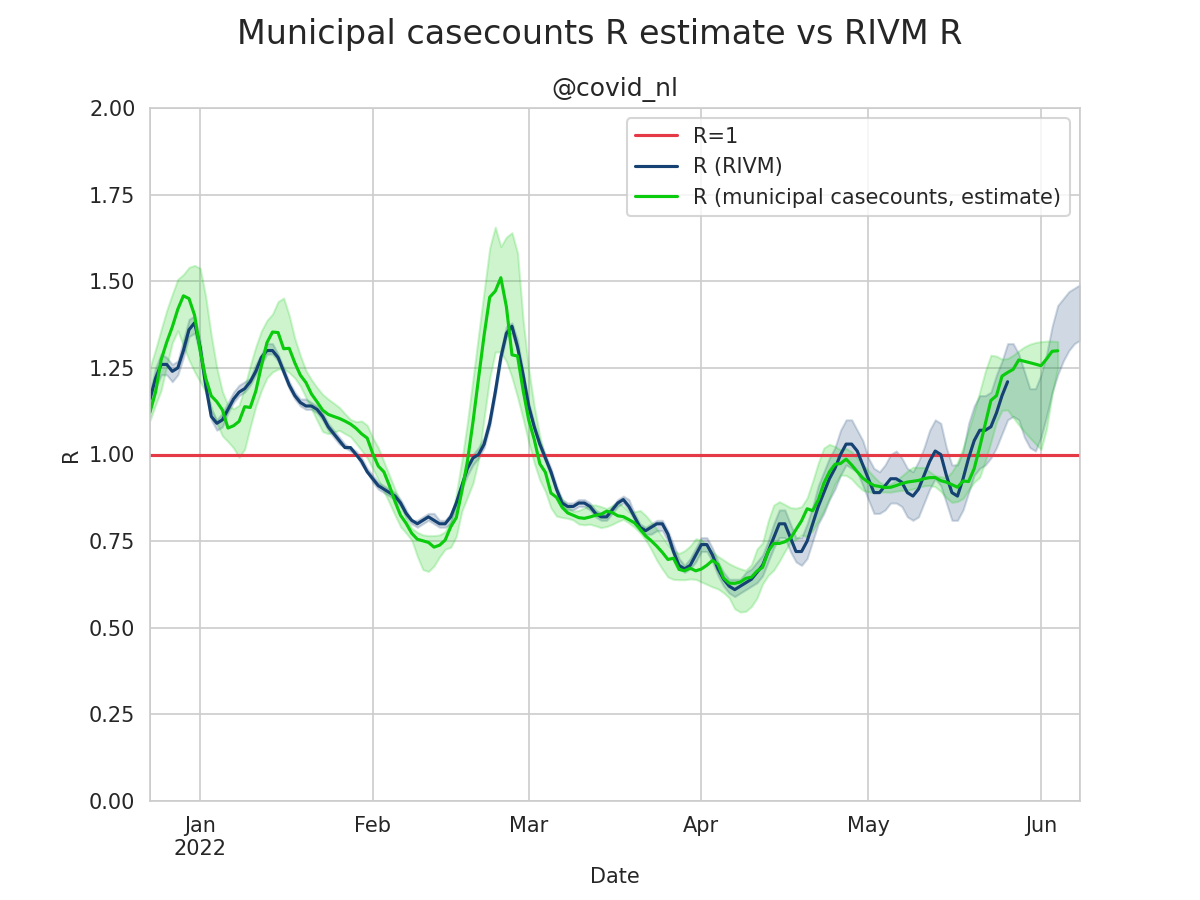 Municipal casecounts R estimate vs RIVM R
@covid_nl
R=1
R (RIVM)
R (municipal casecounts, estimate)
2.00
1.75
1.50
1.25
1.00
0.75
0.50
0.25
0.00
R
Jan Feb Mar Apr May Jun
2022
Date